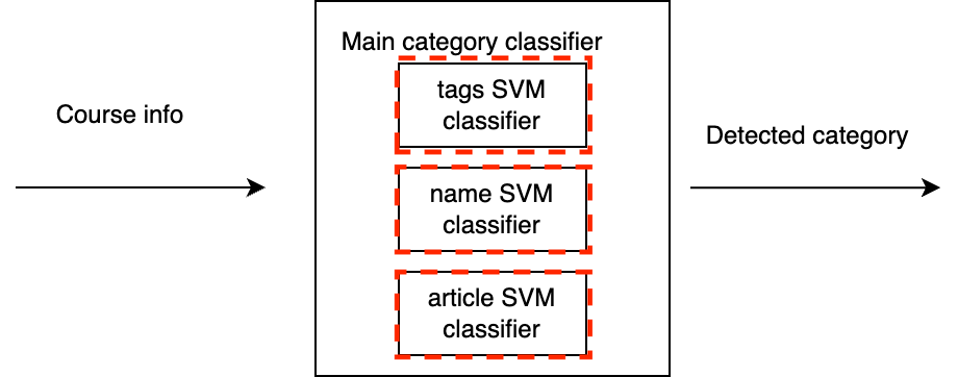 Main category classifier
Course info
tags SVM
classifier
name SVM
classifier
article SVM
classifier
Detected category